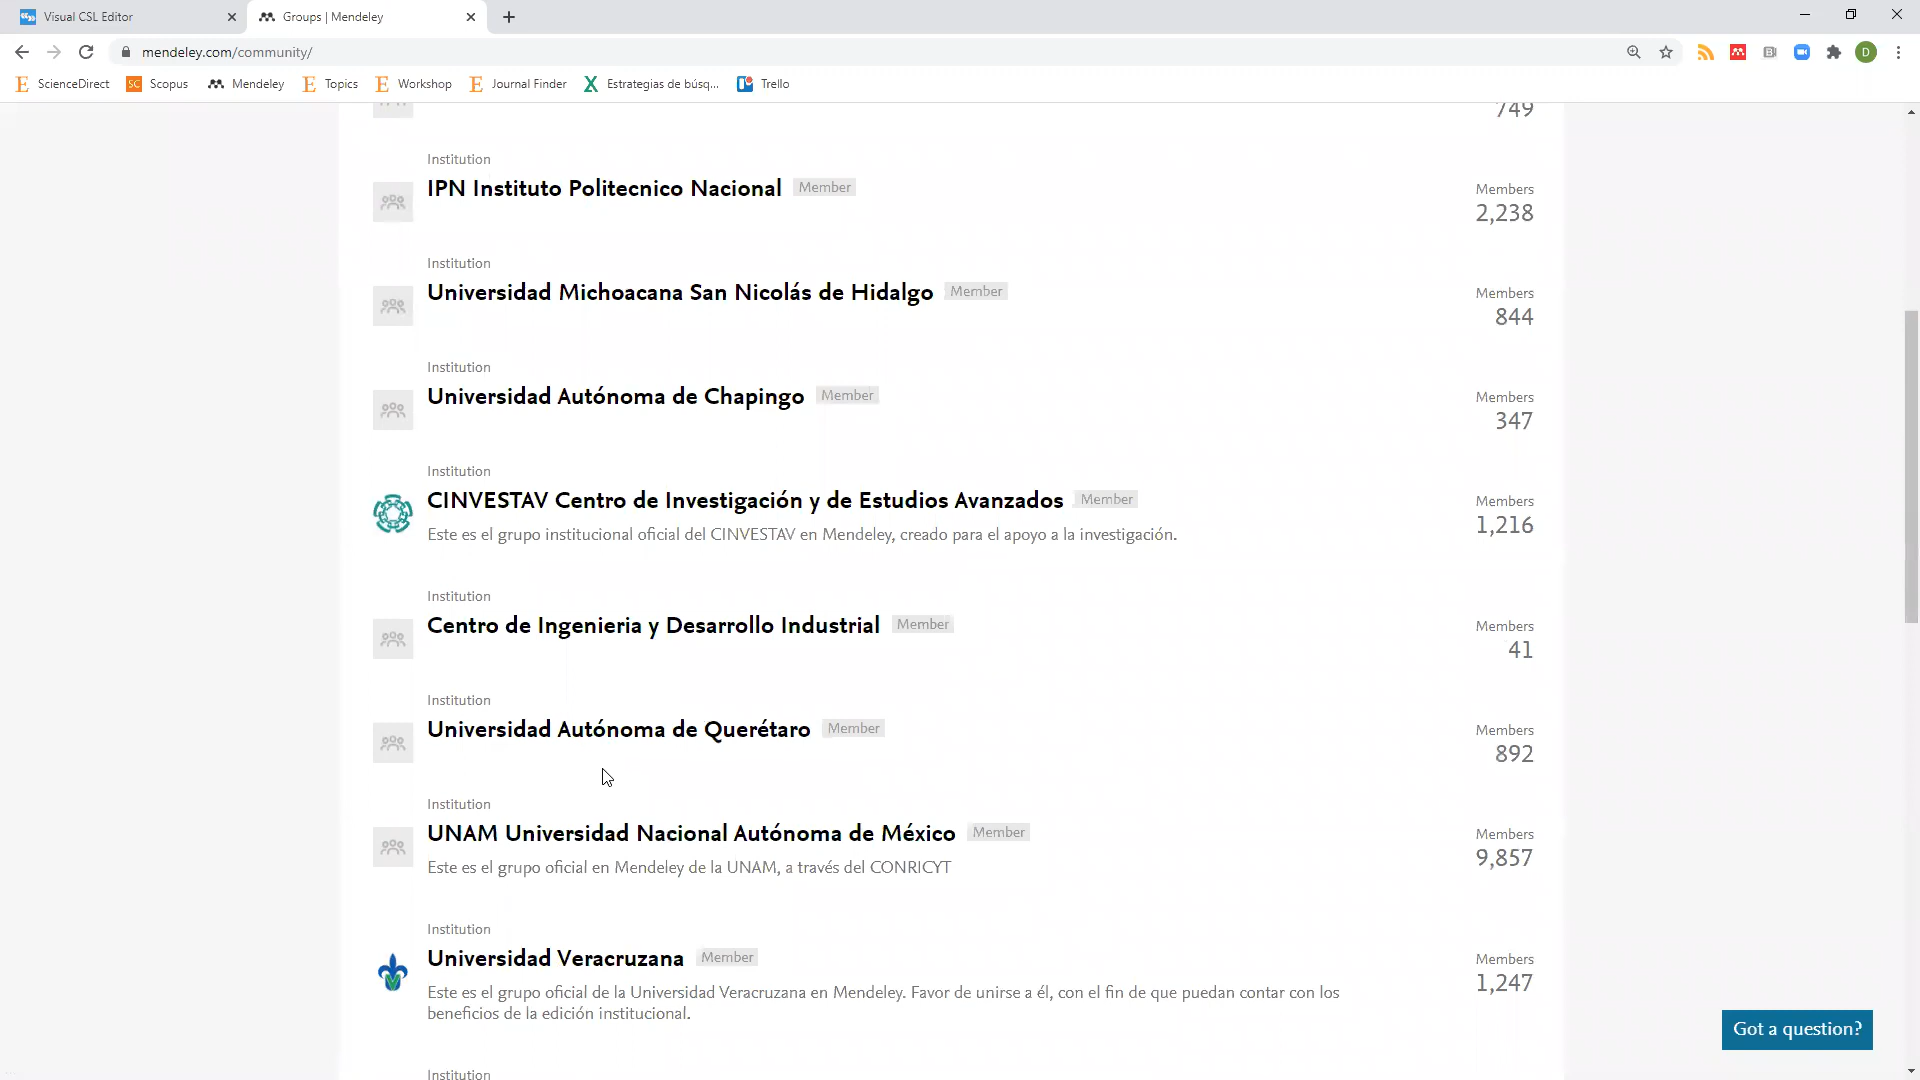 Visual CSL Editor
Groups | Mendeley
mendeley.com/community/
D
ScienceDirect
SC Scopus
Mendeley
Topics
Workshop
Journal Finder
Estrategias de búsq...
Trello
749
Institution
IPN Instituto Politecnico Nacional Member
Members
2,238
Institution
Universidad Michoacana San Nicolás de Hidalgo Member
Members
844
Institution
Universidad Autónoma de Chapingo Member
Members
347
Institution
CINVESTAV Centro de Investigación y de Estudios Avanzados Member
Este es el grupo institucional oficial del CINVESTAV en Mendeley, creado para el apoyo a la investigación.
Members
1,216
Institution
Centro de Ingenieria y Desarrollo Industrial Member
Members
41
Institution
Universidad Autónoma de Querétaro Member
Members
892
Institution
UNAM Universidad Nacional Autónoma de México Member
Este es el grupo oficial en Mendeley de la UNAM, a través del CONRICYT
Members
9,857
Institution
Universidad Veracruzana Member
Este es el grupo oficial de la Universidad Veracruzana en Mendeley. Favor de unirse a él, con el fin de que puedan contar con los
beneficios de la edición institucional.
Members
1,247
Got a question?
Institution